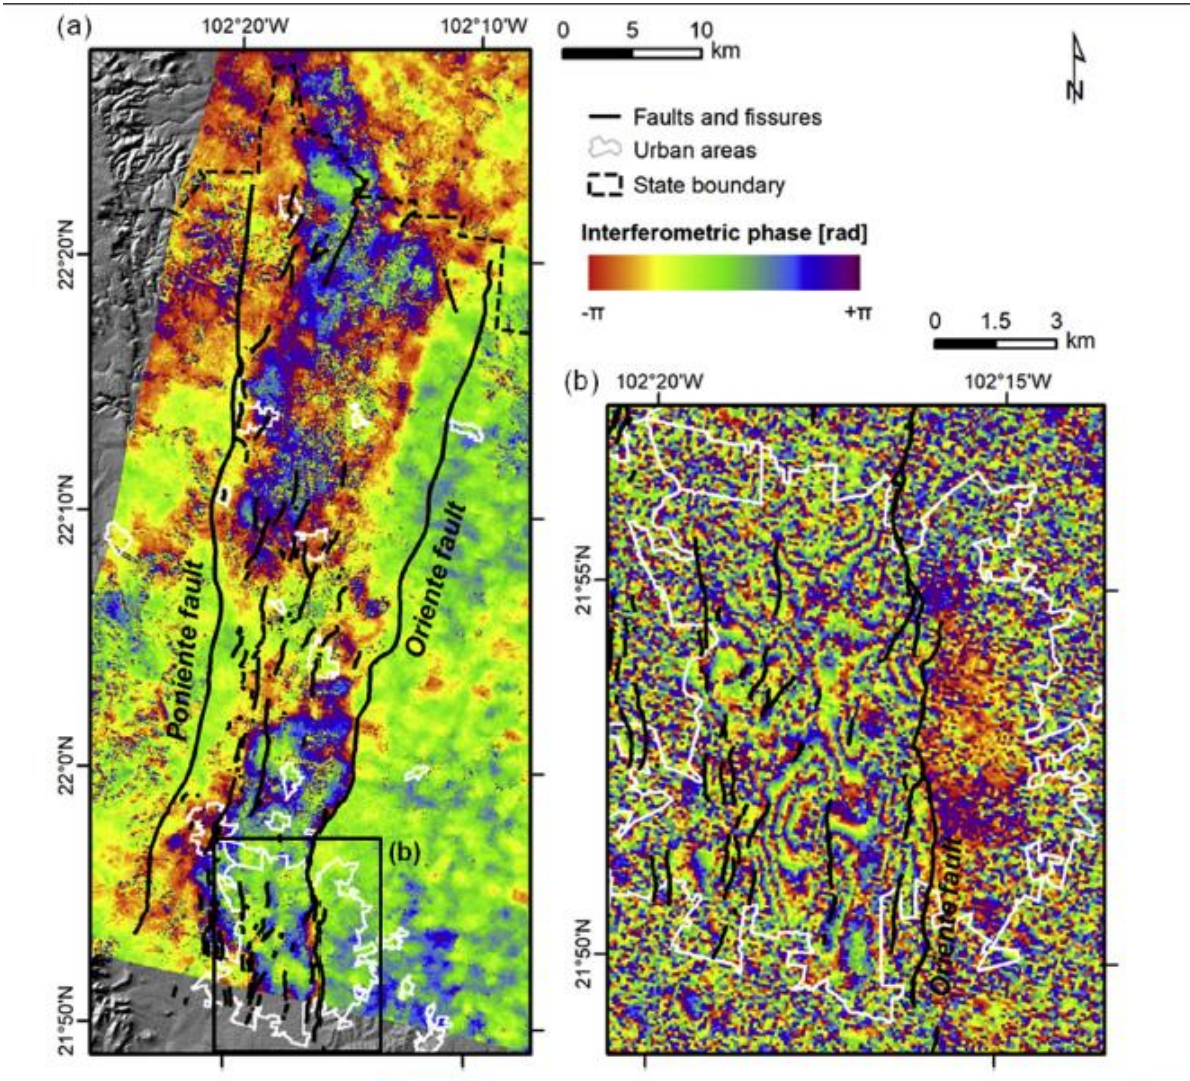 (a)
102°20'W
102°10'W
0 5 10
km
N
Faults and fissures
Urban areas
State boundary
Interferometric phase [rad]
-π
+π
0 1.5 3
km
22°20'N
22°10'N
22°0'N
21°50'N
Poniente fault
Oriente fault
(b)
(b)
102°20'W
102°15'W
21°55'N
21°50'N
Oriente fault